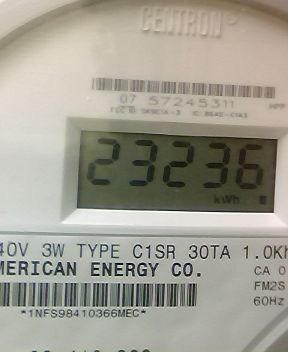 CENTRON
07 57245311
23236
kWh
40V 3W TYPE C1SR 30TA 1.0Kh
MERICAN ENERGY CO.
CA 0
FM2S
60Hz
*1NFS98410366MEC*